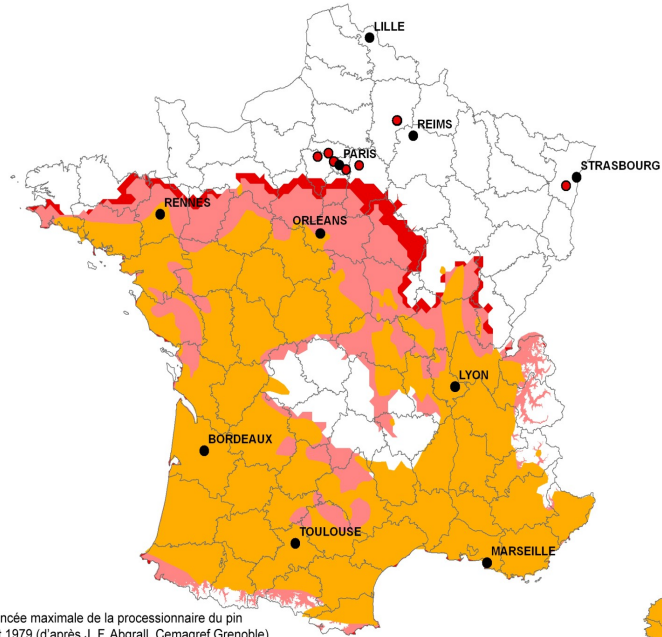 LILLE
REIMS
PARIS
STRASBOURG
RENNES
ORLEANS
LYON
BORDEAUX
TOULOUSE
MARSEILLE
ncée maximale de la processionnaire du pin
1979 (d'après J. F. Abgrall, Cemagref Grenoble)